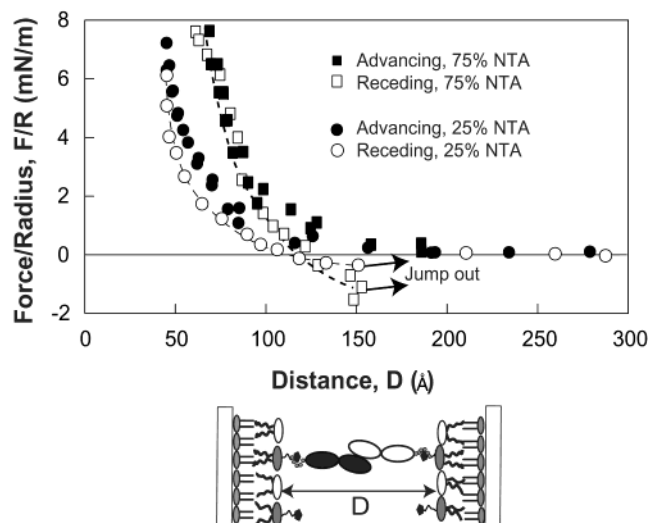 8
6
4
2
0
-2
Force/Radius, F/R (mN/m)
Advancing, 75% NTA
Receding, 75% NTA
Advancing, 25% NTA
Receding, 25% NTA
Jump out
0 50 100 150 200 250 300
Distance, D (Å)
D